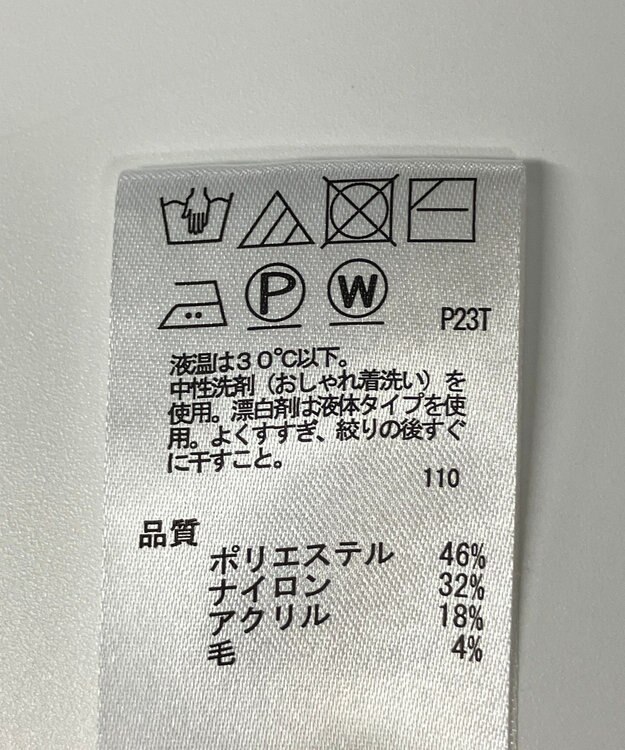 P W
P23T
液温は30℃以下。
中性洗剤（おしゃれ着洗い）を
使用。漂白剤は液体タイプを使
用。よくすすぎ、絞りの後すぐ
に干すこと。
110
品質
ポリエステル 46%
ナイロン 32%
アクリル 18%
毛 4%